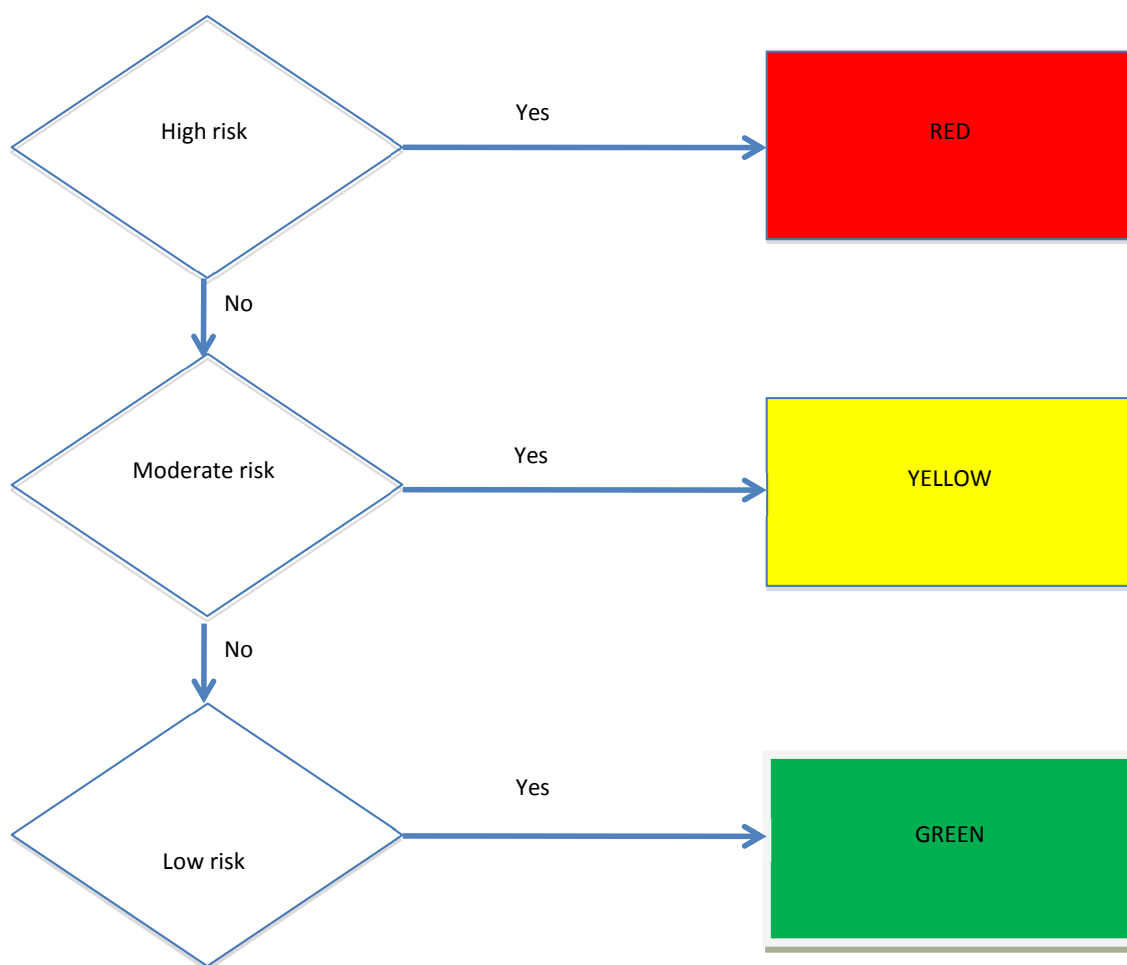 High risk
Yes
RED
No
Moderate risk
Yes
YELLOW
No
Low risk
Yes
GREEN